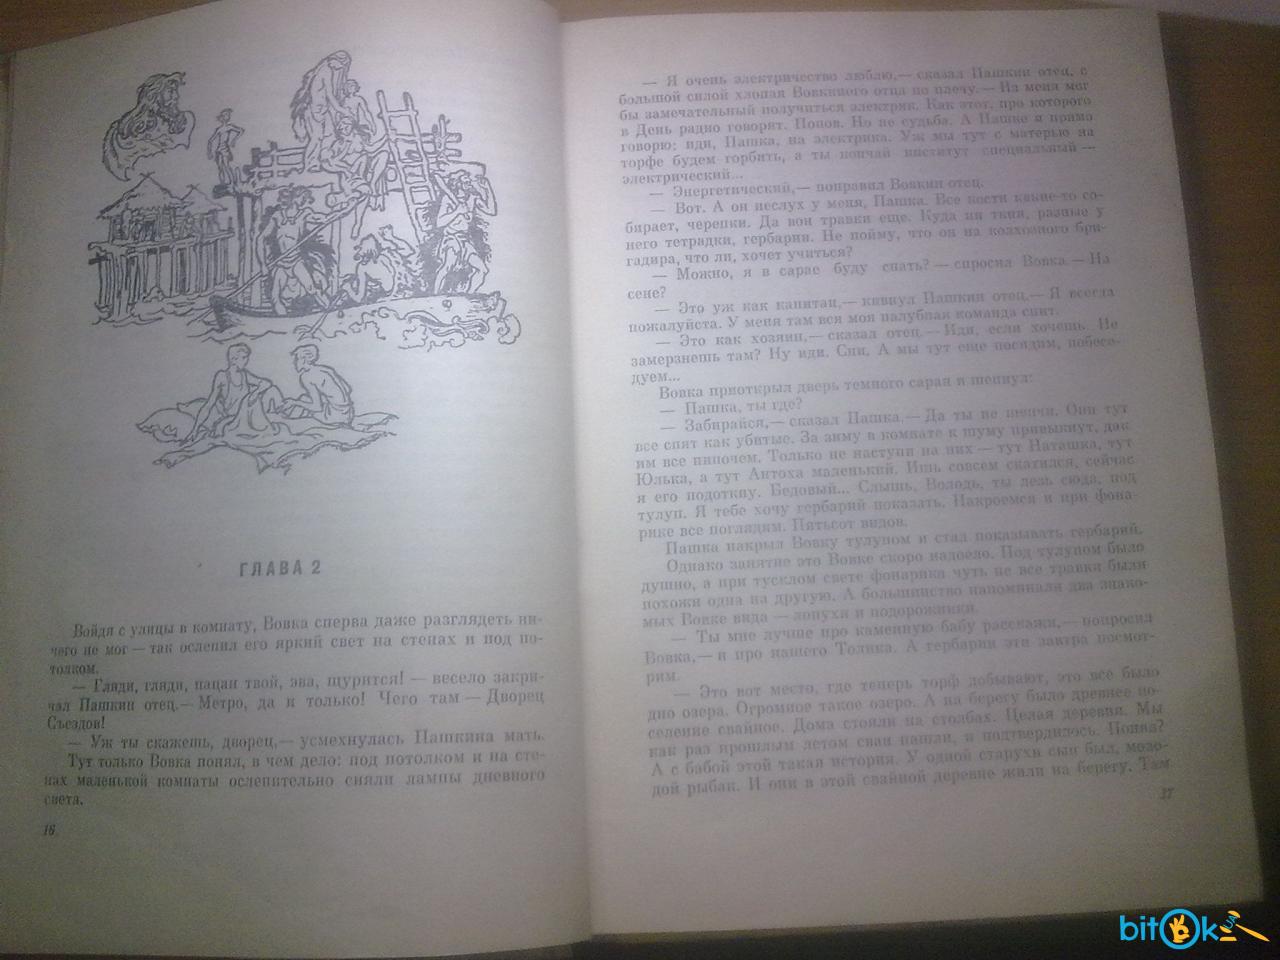 ГЛАВА 2
Войдя с улицы в комнату, Вовка сперва даже разглядеть ни-
чего не мог — так ослепил его яркий свет на стенах и под по-
толком.
— Гляди, гляди, пацан твой, эва, щурится! — весело закри-
чал Пашкин отец.— Метро, да и только! Чего там — Дворец
Съездов!
— Уж ты скажешь, дворец,— усмехнулась Пашкина мать.
Тут только Вовка понял, в чем дело: под потолком и на сте-
нах маленькой комнаты ослепительно сияли лампы дневного
света.
16
— Я очень электричество люблю,— сказал Пашкин отец, с
большой силой хлопая Вовкиного отца по плечу.— Из меня мог
бы замечательный получиться электрик. Как этот, про которого
в День радио говорят. Попов. Но не судьба. А Пашке я прямо
говорю: иди, Пашка, на электрика. Уж мы тут с матерью на
торфе будем горбить, а ты кончай институт специальный —
электрический...
— Энергетический,— поправил Вовкин отец.
— Вот. А он неслух у меня, Пашка. Все кости какие-то со-
бирает, черепки. Да вон травки еще. Куда ни ткни, разные у
него тетрадки, гербарии. Не пойму, что он на колхозного бри-
гадира, что ли, хочет учиться?
— Можно, я в сарае буду спать? — спросил Вовка.— На
сене?
— Это уж как капитан,— кивнул Пашкин отец.— Я всегда
пожалуйста. У меня там вся моя палубная команда спит.
— Это как хозяин,— сказал отец.— Иди, если хочешь. Не
замерзнешь там? Ну иди. Спи. А мы тут еще посидим, побесе-
дуем...
Вовка приоткрыл дверь темного сарая и шепнул:
— Пашка, ты где?
— Забирайся,— сказал Пашка.— Да ты не шепчи. Они тут
все спят как убитые. За зиму в комнате к шуму привыкнут, дак
им все нипочем. Только не наступи на них — тут Наташка, тут
Юлька, а тут Антоха маленький. Ишь совсем скатился, сейчас
я его подоткну. Бедовый... Слышь, Володь, ты лезь сюда, под
тулуп. Я тебе хочу гербарий показать. Накроемся и при фона-
рике все поглядим. Пятьсот видов.
Пашка накрыл Вовку тулупом и стал показывать гербарий.
Однако занятие это Вовке скоро надоело. Под тулупом было
душно, а при тусклом свете фонарика чуть не все травки были
похожи одна на другую. А большинство напоминали два знако-
мых Вовке вида — лопухи и подорожники.
— Ты мне лучше про каменную бабу расскажи,— попросил
Вовка,— и про нашего Толика. А гербарии эти завтра посмот-
рим.
— Это вот место, где теперь торф добывают, это все было
дно озера. Огромное такое озеро. А на берегу было древнее по-
селение свайное. Дома стояли на столбах. Целая деревня. Мы
как раз прошлым летом сваи нашли, и подтвердилось. Понял?
А с бабой этой такая история. У одной старухи сын был, моло-
дой рыбак. И они в этой свайной деревне жили на берегу. Там
17
bitOk
UA